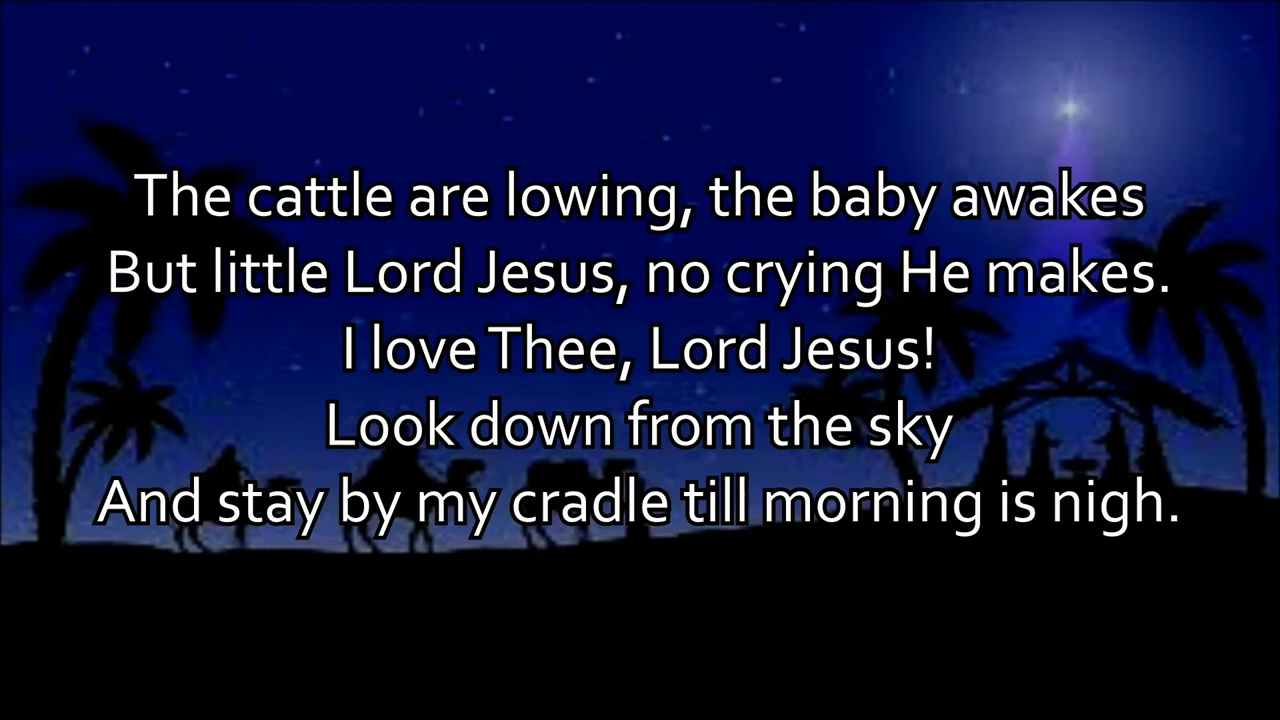 The cattle are lowing, the baby awakes
But little Lord Jesus, no crying He makes.
I love Thee, Lord Jesus!
Look down from the sky
And stay by my cradle till morning is nigh.